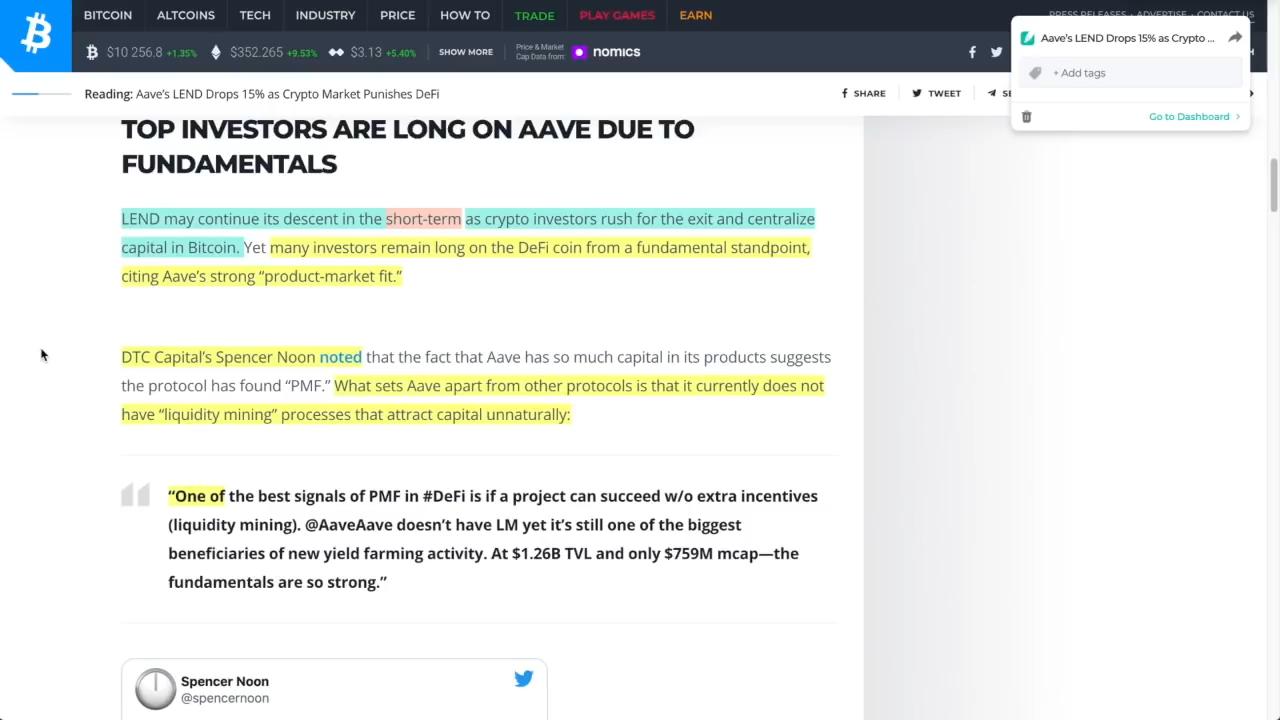 BITCOIN ALTCOINS TECH INDUSTRY PRICE HOW TO TRADE PLAY GAMES EARN
PRESS RELEASES · ADVERTISE · CONTACT US
$10 256.8 +1.35% $352.265 +9.53% $3.13 +5.40% SHOW MORE Price & Market Cap Data from: nomics
Aave's LEND Drops 15% as Crypto ...
+ Add tags
Go to Dashboard
Reading: Aave's LEND Drops 15% as Crypto Market Punishes DeFi SHARE TWEET SE
TOP INVESTORS ARE LONG ON AAVE DUE TO
FUNDAMENTALS
LEND may continue its descent in the short-term as crypto investors rush for the exit and centralize
capital in Bitcoin. Yet many investors remain long on the DeFi coin from a fundamental standpoint,
citing Aave's strong “product-market fit.”
DTC Capital's Spencer Noon noted that the fact that Aave has so much capital in its products suggests
the protocol has found “PMF.” What sets Aave apart from other protocols is that it currently does not
have “liquidity mining” processes that attract capital unnaturally:
“One of the best signals of PMF in #DeFi is if a project can succeed w/o extra incentives
(liquidity mining). @AaveAave doesn't have LM yet it's still one of the biggest
beneficiaries of new yield farming activity. At $1.26B TVL and only $759M mcap—the
fundamentals are so strong.”
Spencer Noon
@spencernoon